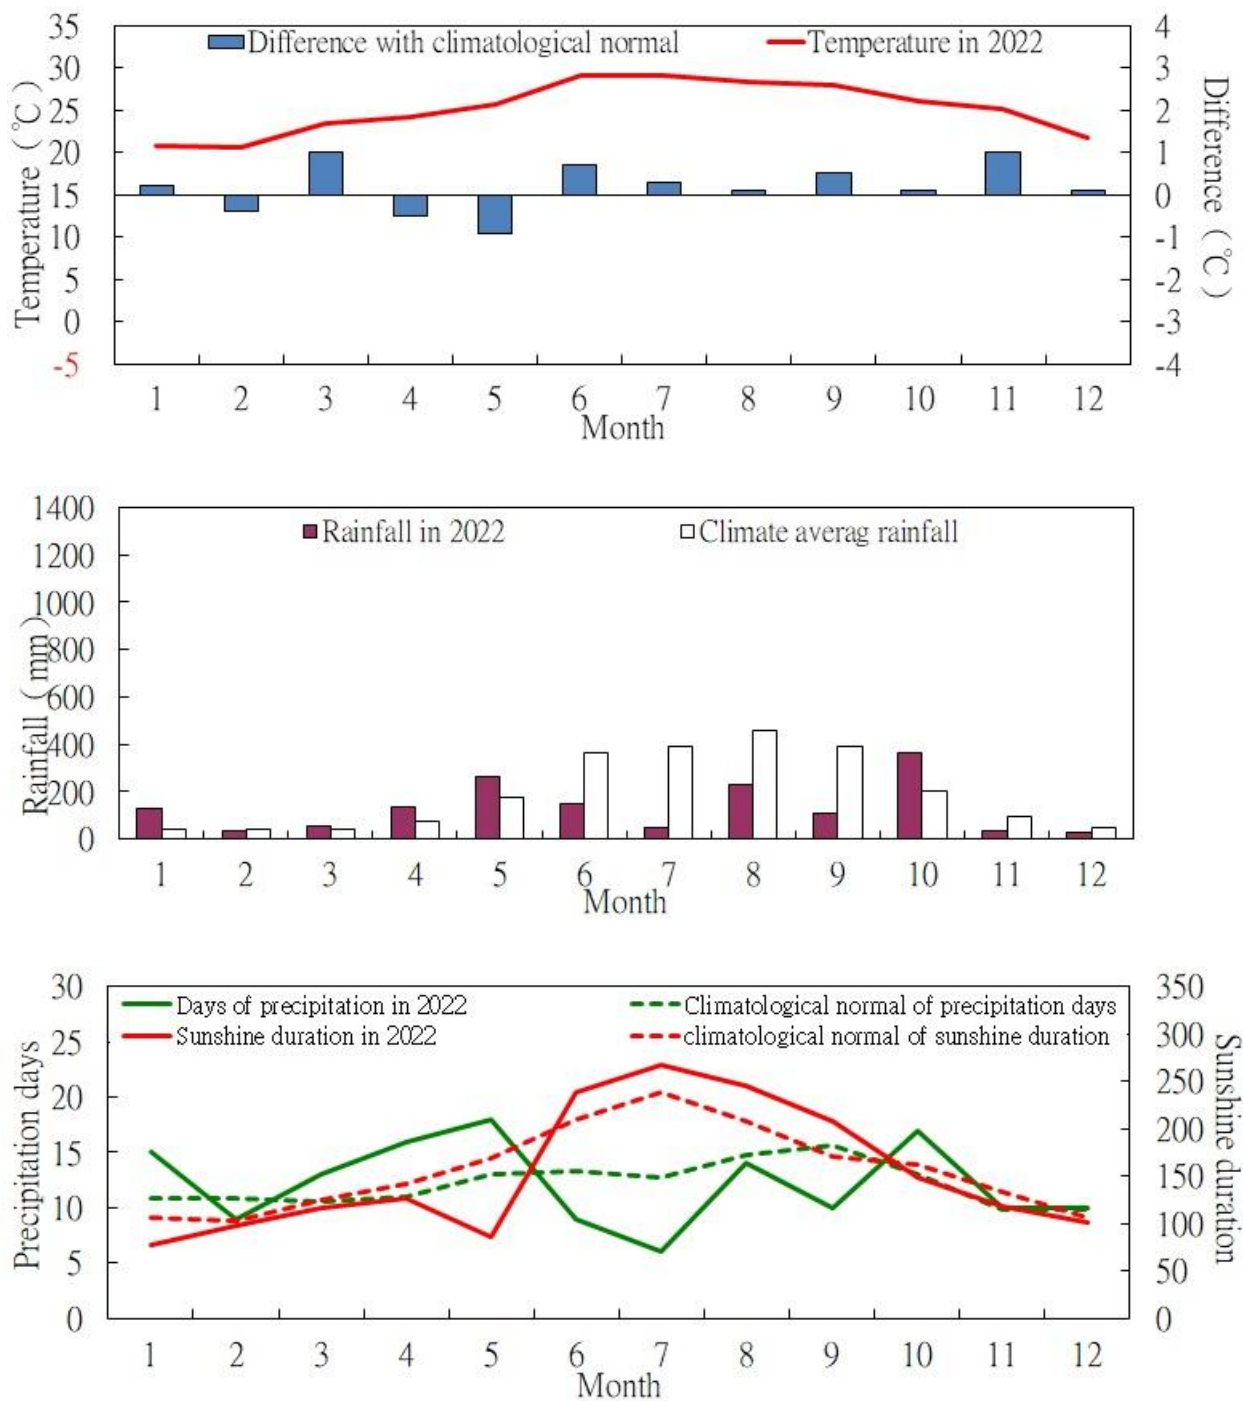 35
30
25
20
15
10
5
0
-5
Temperature (℃)
Difference with climatological normal
Temperature in 2022
4
3
2
1
0
-1
-2
-3
-4
Difference (℃)
1 2 3 4 5 6 7 8 9 10 11 12
Month
1400
1200
1000
800
600
400
200
0
Rainfall (mm)
Rainfall in 2022
Climate averag rainfall
1 2 3 4 5 6 7 8 9 10 11 12
Month
30
25
20
15
10
5
0
Precipitation days
Days of precipitation in 2022
Climatological normal of precipitation days
Sunshine duration in 2022
climatological normal of sunshine duration
350
300
250
200
150
100
50
0
Sunshine duration
1 2 3 4 5 6 7 8 9 10 11 12
Month